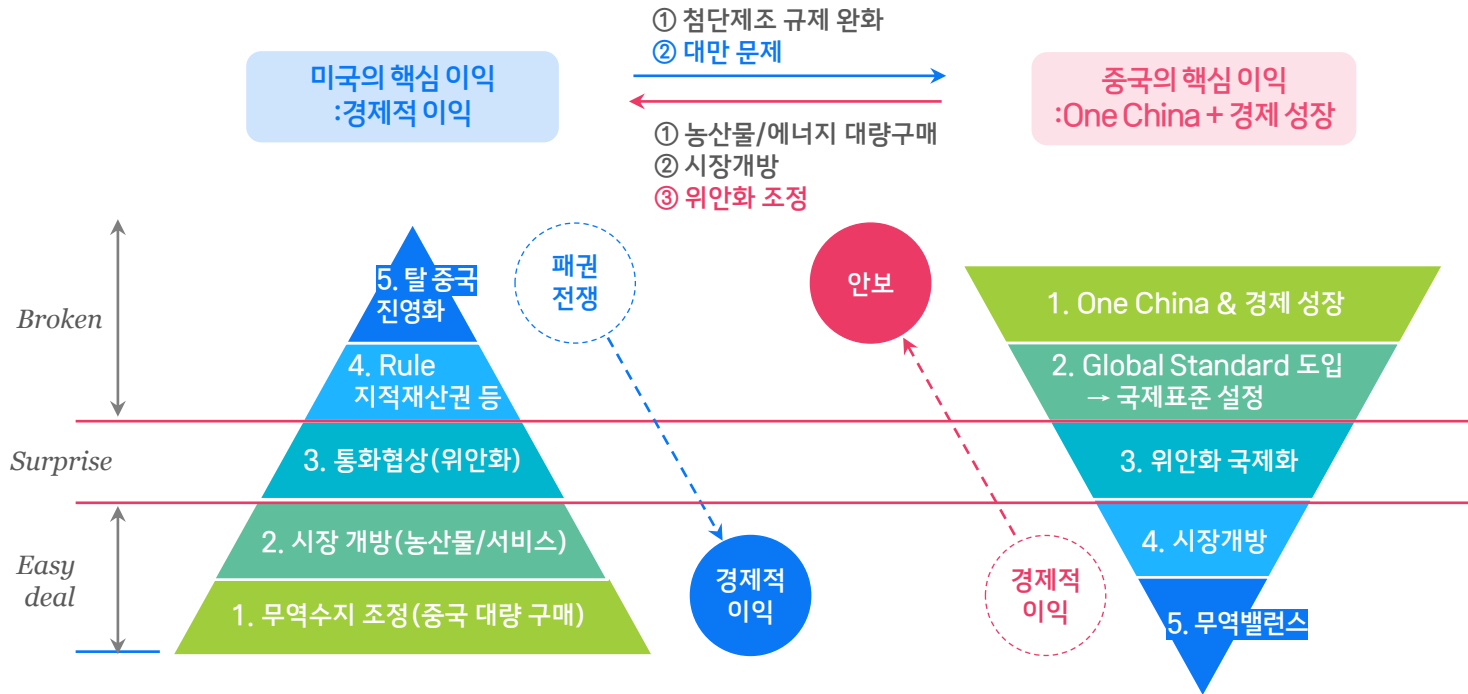 ① 첨단제조 규제 완화
② 대만 문제
미국의 핵심 이익
:경제적 이익
중국의 핵심 이익
:One China + 경제 성장
① 농산물/에너지 대량구매
② 시장개방
③ 위안화 조정
Broken
Surprise
Easy
deal
5. 탈 중국
진영화
4. Rule
지적재산권 등
3. 통화협상(위안화)
2. 시장 개방(농산물/서비스)
1. 무역수지 조정(중국 대량 구매)
패권
전쟁
경제적
이익
안보
경제적
이익
1. One China & 경제 성장
2. Global Standard 도입
→ 국제표준 설정
3. 위안화 국제화
4. 시장개방
5. 무역밸런스